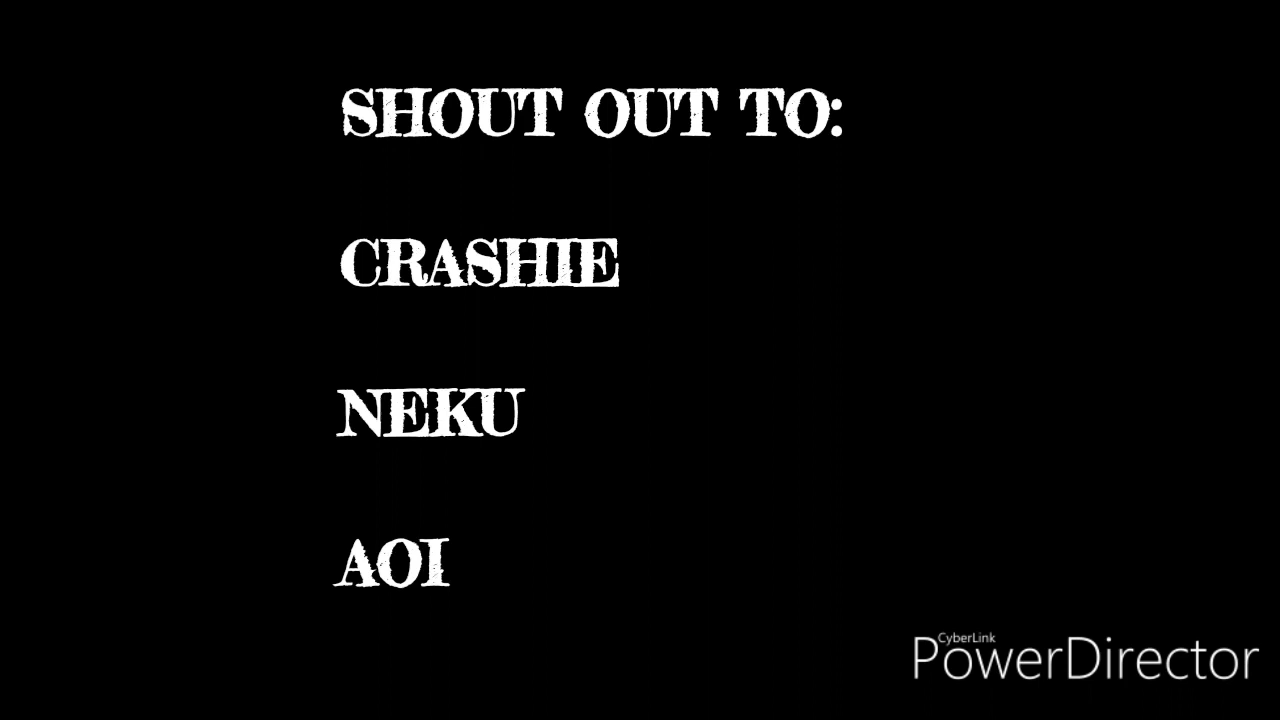 SHOUT OUT TO:
CRASHIE
NEKU
AOI
CyberLink
PowerDirector